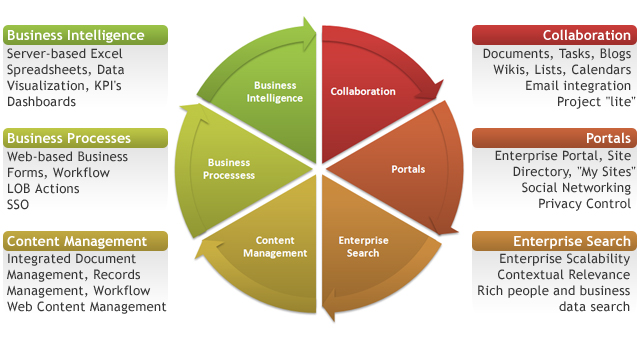 Business Intelligence
Server-based Excel
Spreadsheets, Data
Visualization, KPI's
Dashboards
Business Processes
Web-based Business
Forms, Workflow
LOB Actions
SSO
Content Management
Integrated Document
Management, Records
Management, Workflow
Web Content Management
Business
Intelligence
Collaboration
Business
Processess
Portals
Content
Management
Enterprise
Search
Collaboration
Documents, Tasks, Blogs
Wikis, Lists, Calendars
Email integration
Project "lite"
Portals
Enterprise Portal, Site
Directory, "My Sites"
Social Networking
Privacy Control
Enterprise Search
Enterprise Scalability
Contextual Relevance
Rich people and business
data search